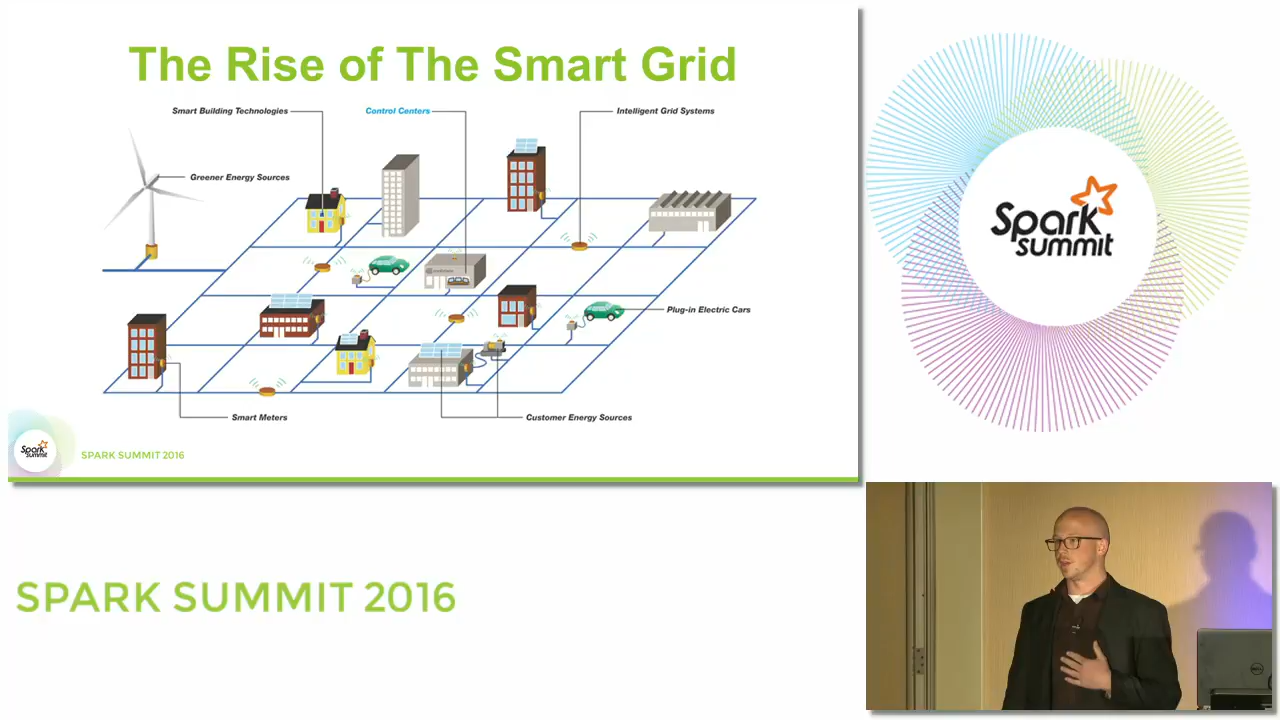 The Rise of The Smart Grid
Smart Building Technologies
Control Centers
Intelligent Grid Systems
Greener Energy Sources
Plug-in Electric Cars
Smart Meters
Customer Energy Sources
Spark
summit
SPARK SUMMIT 2016
Spark
summit
SPARK SUMMIT 2016
DELL